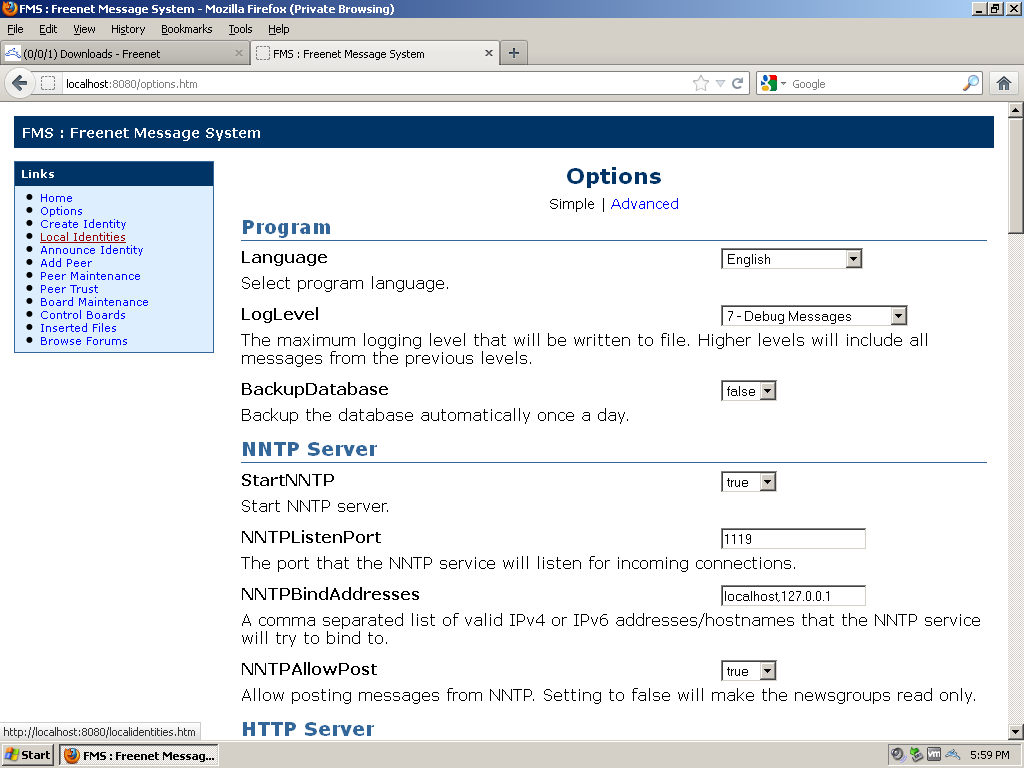 FMS : Freenet Message System - Mozilla Firefox (Private Browsing)
File Edit View History Bookmarks Tools Help
(0/0/1) Downloads - Freenet
FMS : Freenet Message System
localhost:8080/options.htm
Google
FMS : Freenet Message System
Links
Home
Options
Create Identity
Local Identities
Announce Identity
Add Peer
Peer Maintenance
Peer Trust
Board Maintenance
Control Boards
Inserted Files
Browse Forums
Options
Simple | Advanced
Program
Language English
Select program language.
LogLevel 7 - Debug Messages
The maximum logging level that will be written to file. Higher levels will include all
messages from the previous levels.
BackupDatabase false
Backup the database automatically once a day.
NNTP Server
StartNNTP true
Start NNTP server.
NNTPListenPort 1119
The port that the NNTP service will listen for incoming connections.
NNTPBindAddresses localhost,127.0.0.1
A comma separated list of valid IPv4 or IPv6 addresses/hostnames that the NNTP service
will try to bind to.
NNTPAllowPost true
Allow posting messages from NNTP. Setting to false will make the newsgroups read only.
HTTP Server
http://localhost:8080/localidentities.htm
Start FMS : Freenet Messag... 5:59 PM